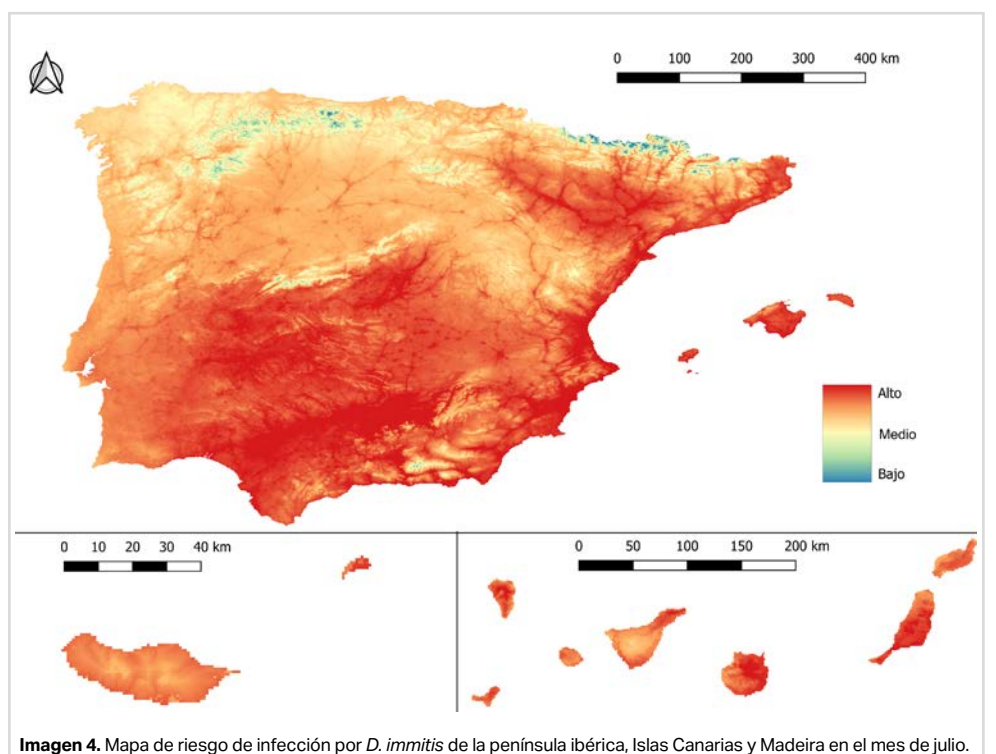 0 100 200 300 400 km
Alto
Medio
Bajo
0 10 20 30 40 km
0 50 100 150 200 km
Imagen 4. Mapa de riesgo de infección por D. immitis de la península ibérica, Islas Canarias y Madeira en el mes de julio.